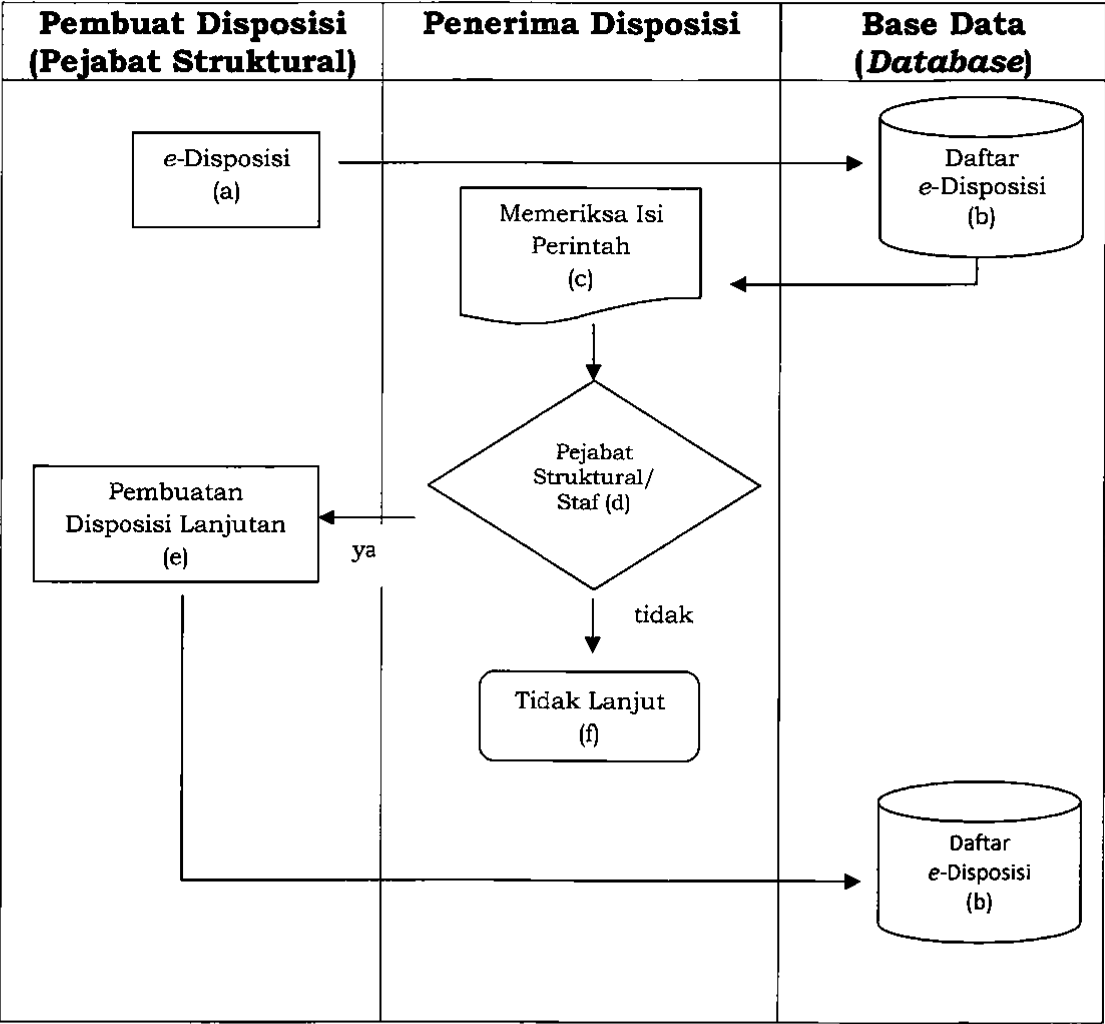 Pembuat Disposisi
(Pejabat Struktural)
Penerima Disposisi
Base Data
(Database)
e-Disposisi
(a)
Daftar
e-Disposisi
(b)
Memeriksa Isi
Perintah
(c)
Pejabat
Struktural/
Staf (d)
Pembuatan
Disposisi Lanjutan
(e)
ya
tidak
Tidak Lanjut
(f)
Daftar
e-Disposisi
(b)